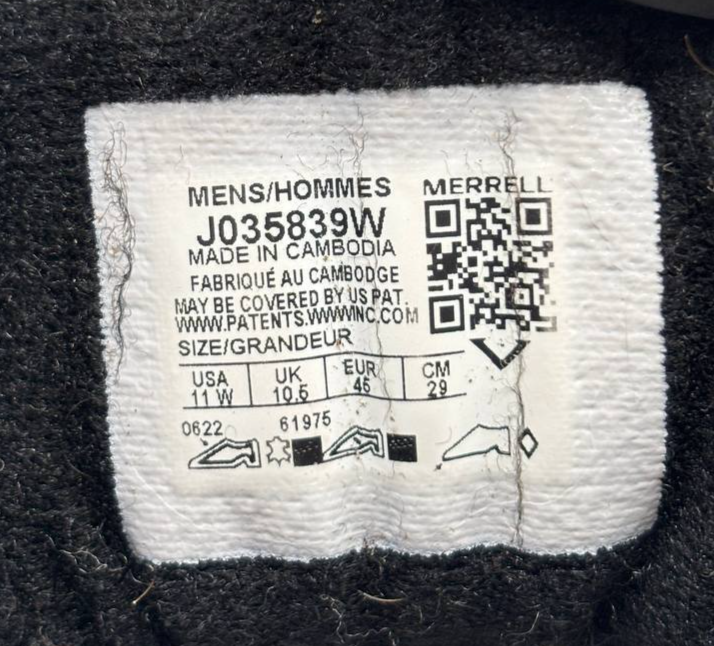 MENS/HOMMES
MERRELL
J035839W
MADE IN CAMBODIA
FABRIQUÉ AU CAMBODGE
MAY BE COVERED BY US PAT.
WWW.PATENTS.WWWINC.COM
SIZE/GRANDEUR
USA UK EUR CM
11 W 10.5 45 29
0622 61975